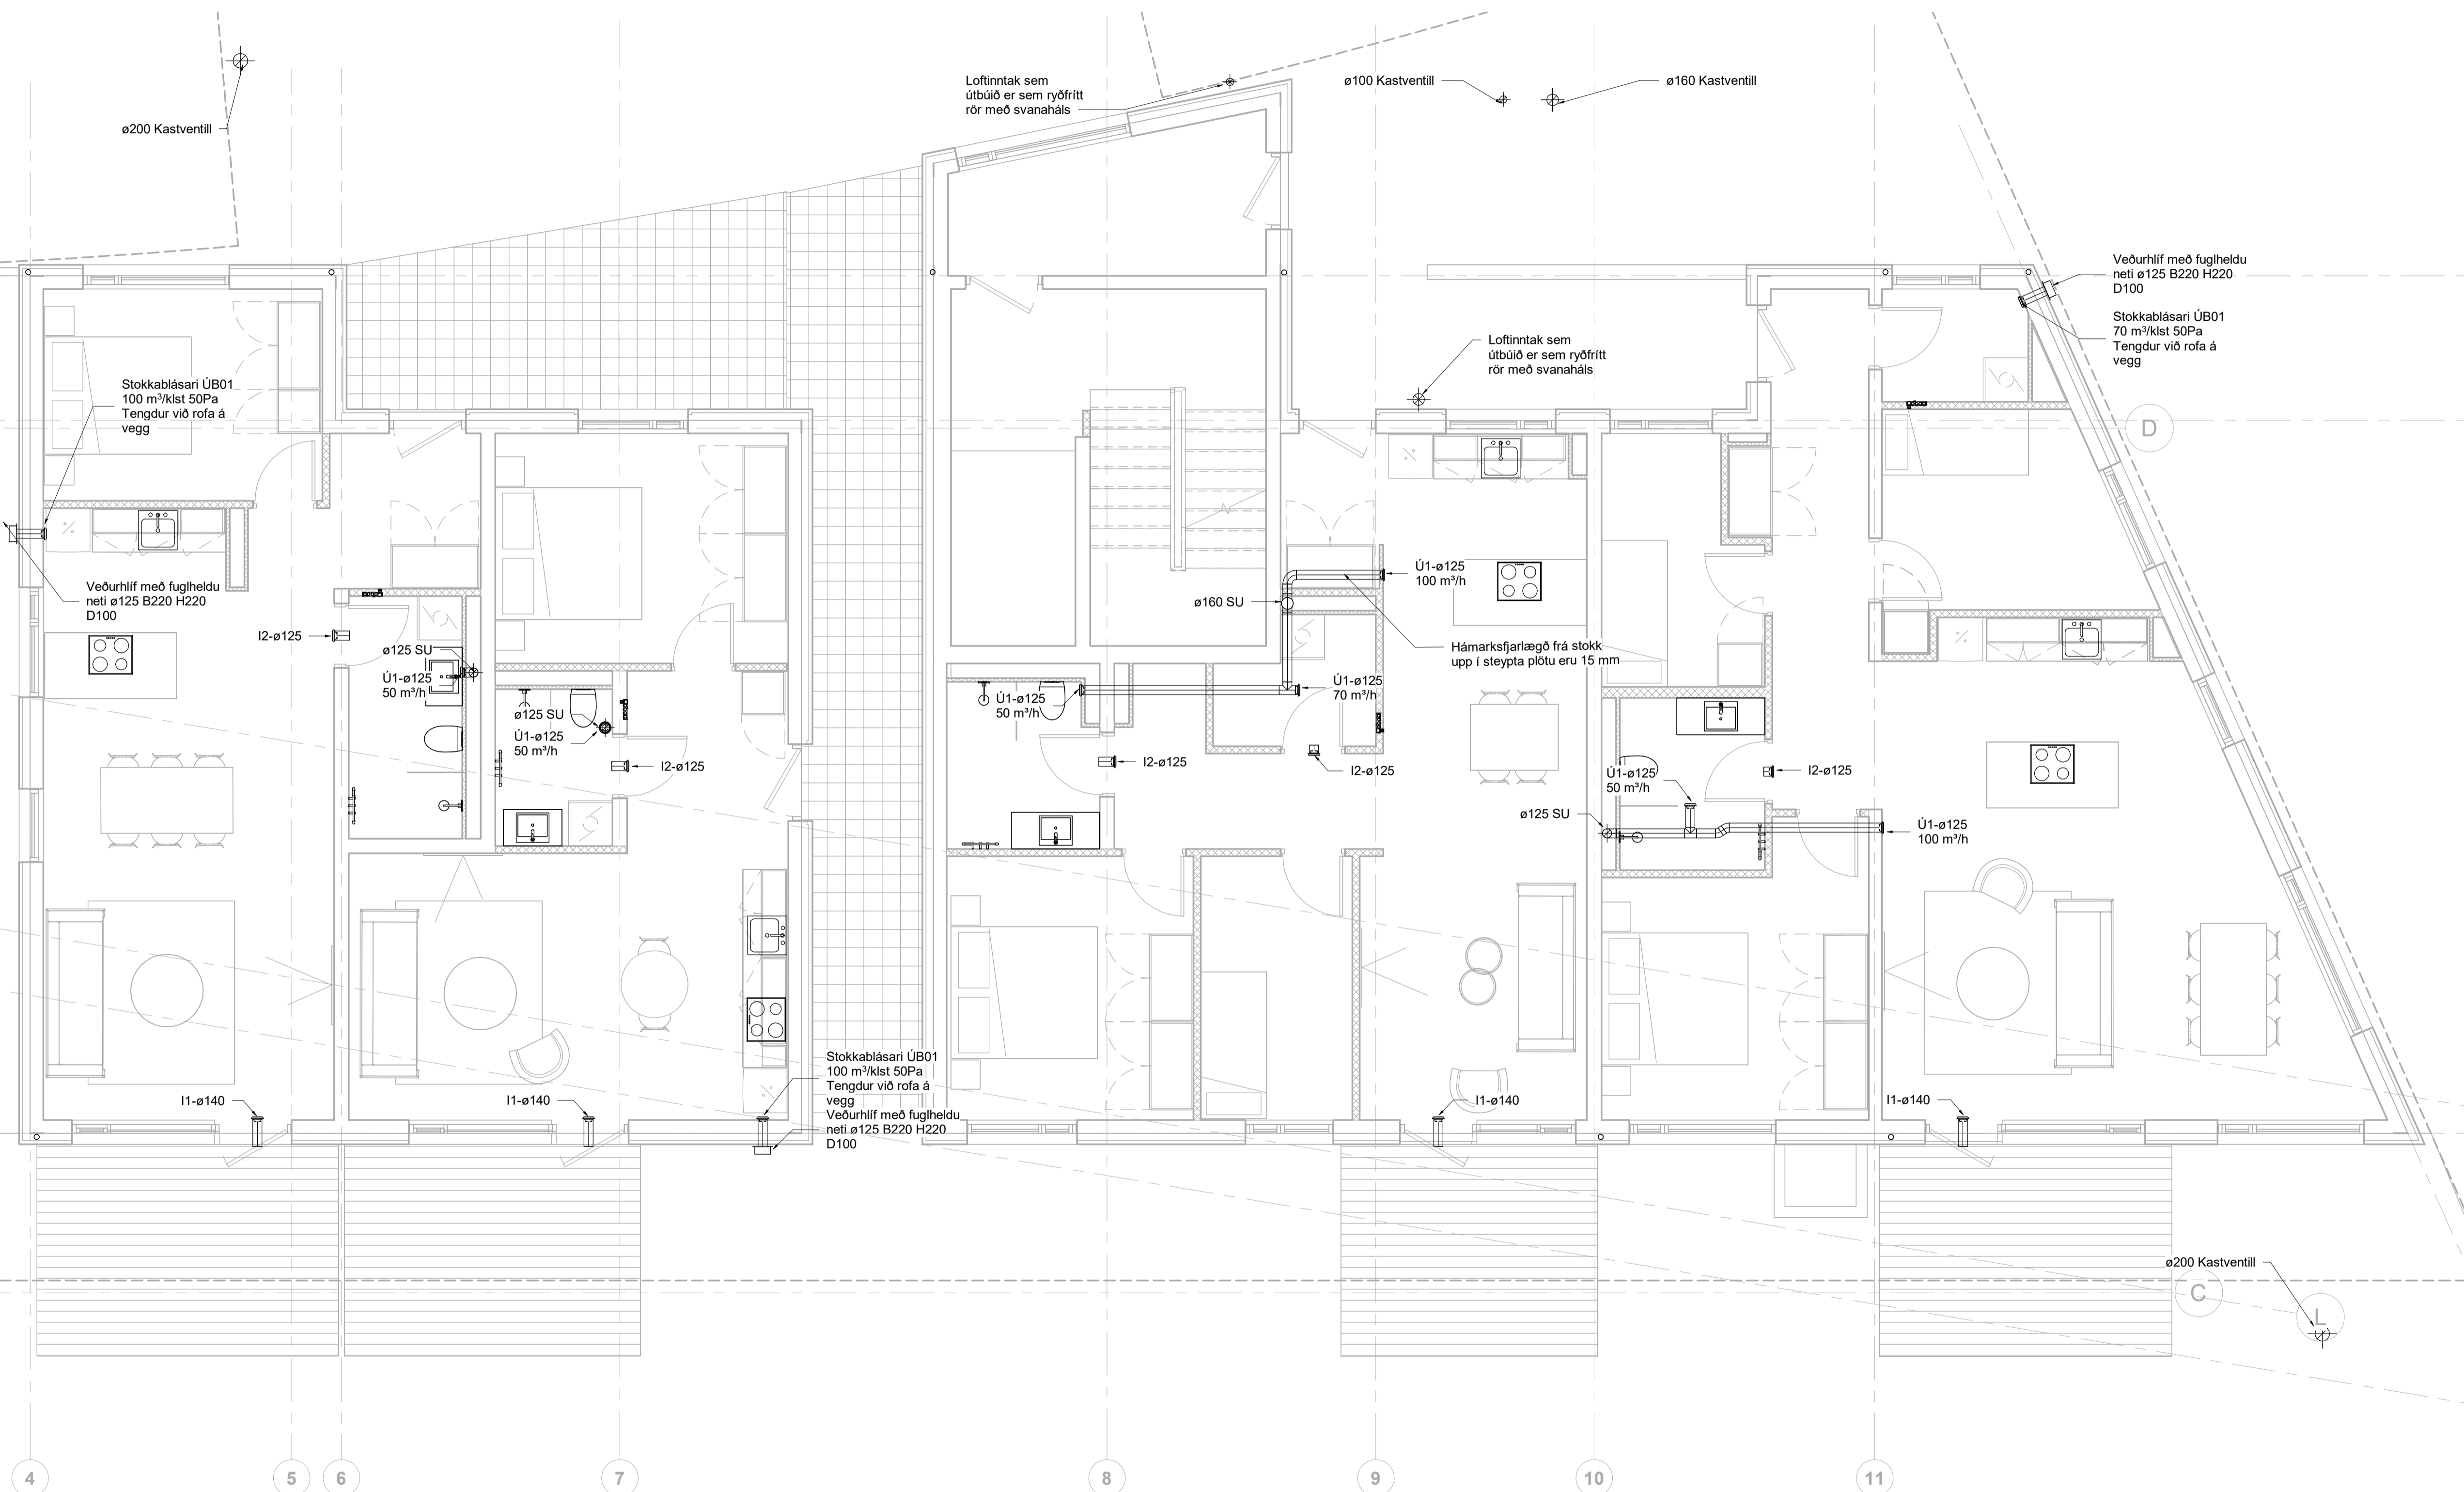 Loftinntak sem
útbúið er sem ryðfrítt
rör með svanaháls
ø100 Kastventill
ø160 Kastventill
ø200 Kastventill
Veðurhlíf með fuglheldu
neti ø125 B220 H220
D100
Stokkablásari ÚB01
70 m³/klst 50Pa
Tengdur við rofa á
vegg
Loftinntak sem
útbúið er sem ryðfrítt
rör með svanaháls
Stokkablásari ÚB01
100 m³/klst 50Pa
Tengdur við rofa á
vegg
D
Veðurhlíf með fuglheldu
neti ø125 B220 H220
D100
Ú1-ø125
100 m³/h
ø160 SU
I2-ø125
ø125 SU
Ú1-ø125
50 m³/h
Hámarksfjarlægð frá stokk
upp í steypta plötu eru 15 mm
Ú1-ø125
70 m³/h
Ú1-ø125
50 m³/h
ø125 SU
Ú1-ø125
50 m³/h
I2-ø125
I2-ø125
I2-ø125
I2-ø125
Ú1-ø125
50 m³/h
ø125 SU
Ú1-ø125
100 m³/h
Stokkablásari ÚB01
100 m³/klst 50Pa
Tengdur við rofa á
vegg
Veðurhlíf með fuglheldu
neti ø125 B220 H220
D100
I1-ø140
I1-ø140
I1-ø140
I1-ø140
ø200 Kastventill
C
L
4
5
6
7
8
9
10
11